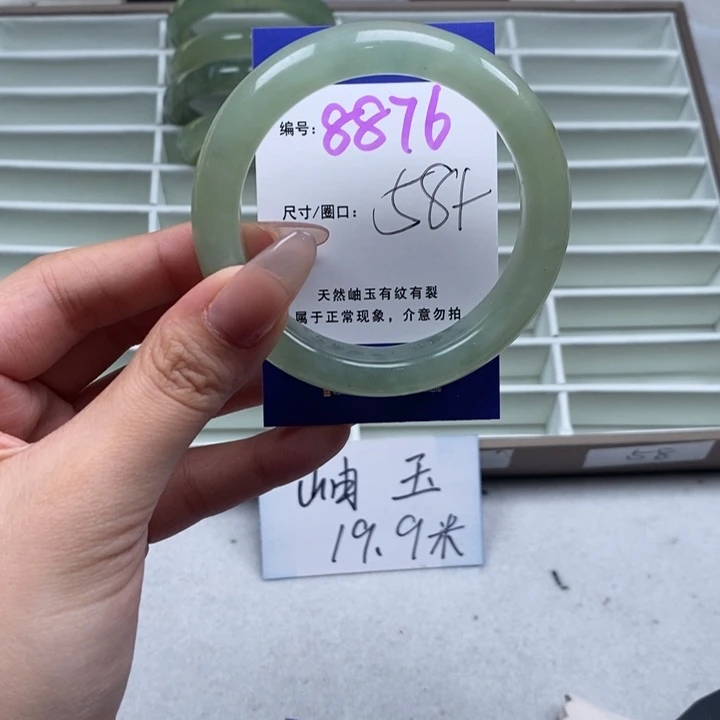 编号：8876
尺寸/圈口：58+
天然岫玉有纹有裂
属于正常现象，介意勿拍
岫玉
19.9米